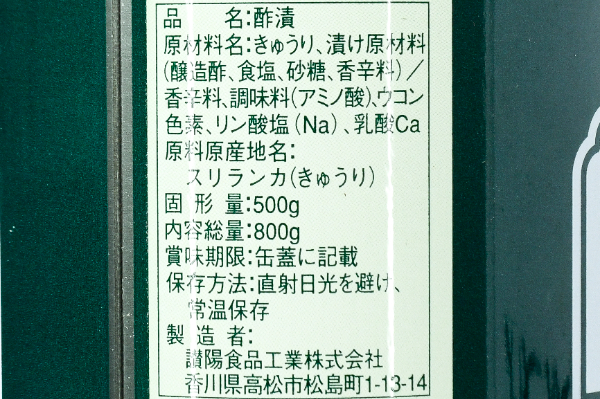 品　　名:酢漬
原材料名:きゅうり、漬け原材料
(醸造酢、食塩、砂糖、香辛料)／
香辛料、調味料(アミノ酸)、ウコン
色素、リン酸塩(Na)、乳酸Ca
原料原産地名:
スリランカ(きゅうり)
固 形 量:500g
内容総量:800g
賞味期限:缶蓋に記載
保存方法:直射日光を避け、
常温保存
製 造 者:
讃陽食品工業株式会社
香川県高松市松島町1-13-14